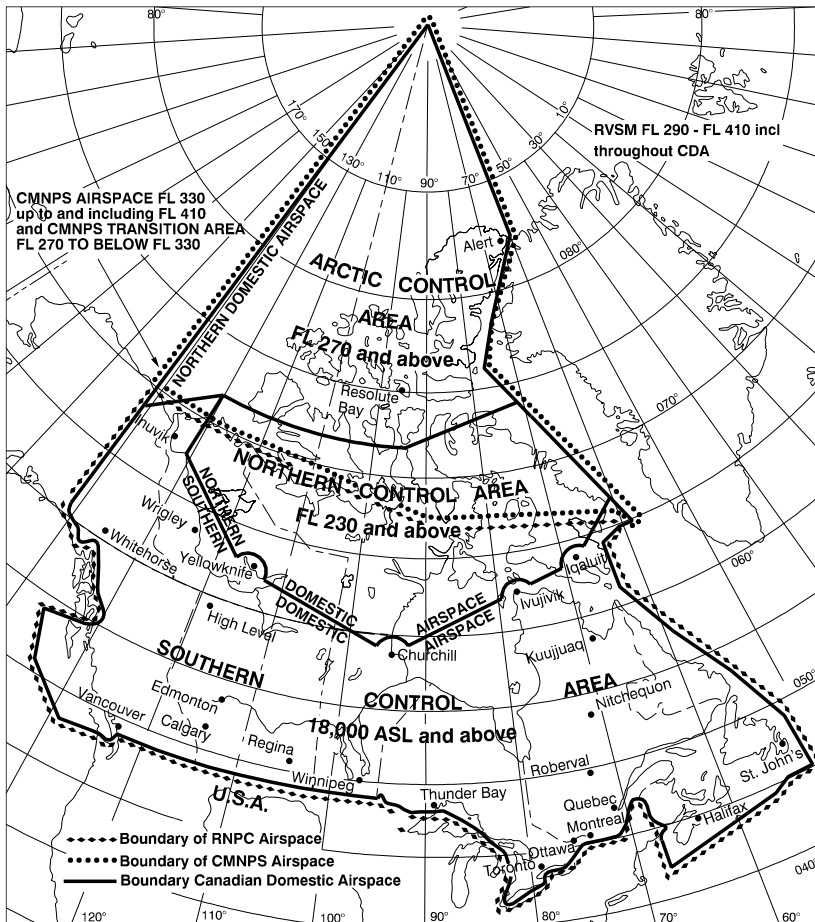 80°
80°
170°
150°
130°
110°
90°
70°
50°
30°
10°
RVSM FL 290 - FL 410 incl
throughout CDA
CMNPS AIRSPACE FL 330
up to and including FL 410
and CMNPS TRANSITION AREA
FL 270 TO BELOW FL 330
NORTHERN DOMESTIC AIRSPACE
Alert
080°
ARCTIC CONTROL
AREA
FL 270 and above
Resolute
Bay
070°
Inuvik
NORTHERN CONTROL AREA
FL 230 and above
NORTHERN
SOUTHERN
Wrigley
Whitehorse
Yellowknife
Iqaluit
060°
DOMESTIC
DOMESTIC
AIRSPACE
AIRSPACE
Ivujivik
High Level
Churchill
Kuujjuaq
SOUTHERN
CONTROL
AREA
18,000 ASL and above
050°
Edmonton
Nitchequon
Vancouver
Calgary
Regina
Winnipeg
Roberval
St. John's
Thunder Bay
U.S.A.
Quebec
Montreal
Halifax
Ottawa
Toronto
Boundary of RNPC Airspace
Boundary of CMNPS Airspace
Boundary Canadian Domestic Airspace
040°
120°
110°
100°
90°
80°
70°
60°